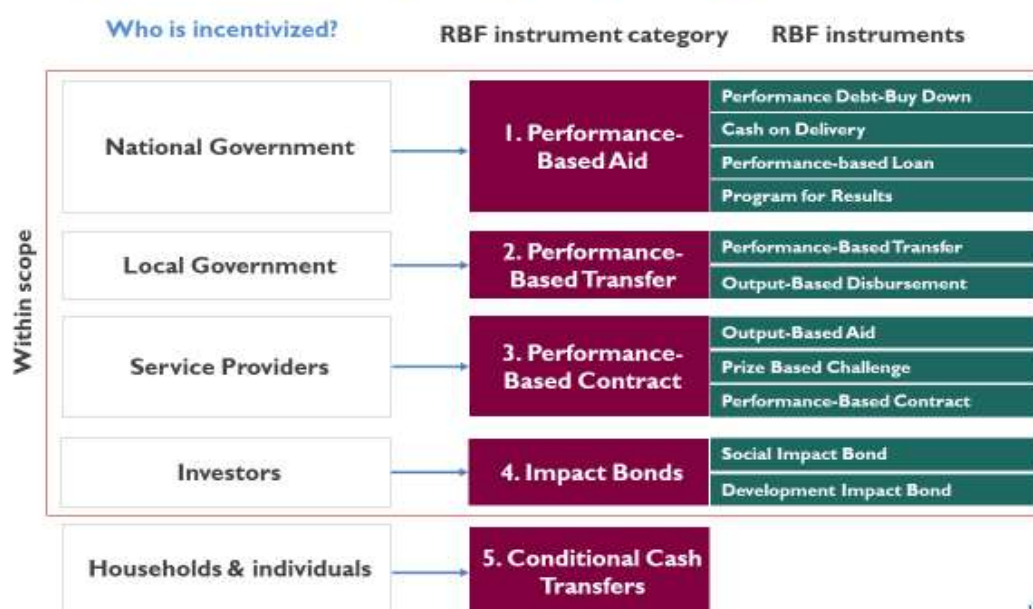 Who is incentivized?
RBF instrument category
RBF instruments
Within scope
National Government
1. Performance-
Based Aid
Performance Debt-Buy Down
Cash on Delivery
Performance-based Loan
Program for Results
Local Government
2. Performance-
Based Transfer
Performance-Based Transfer
Output-Based Disbursement
Service Providers
3. Performance-
Based Contract
Output-Based Aid
Prize Based Challenge
Performance-Based Contract
Investors
4. Impact Bonds
Social Impact Bond
Development Impact Bond
Households & individuals
5. Conditional Cash
Transfers